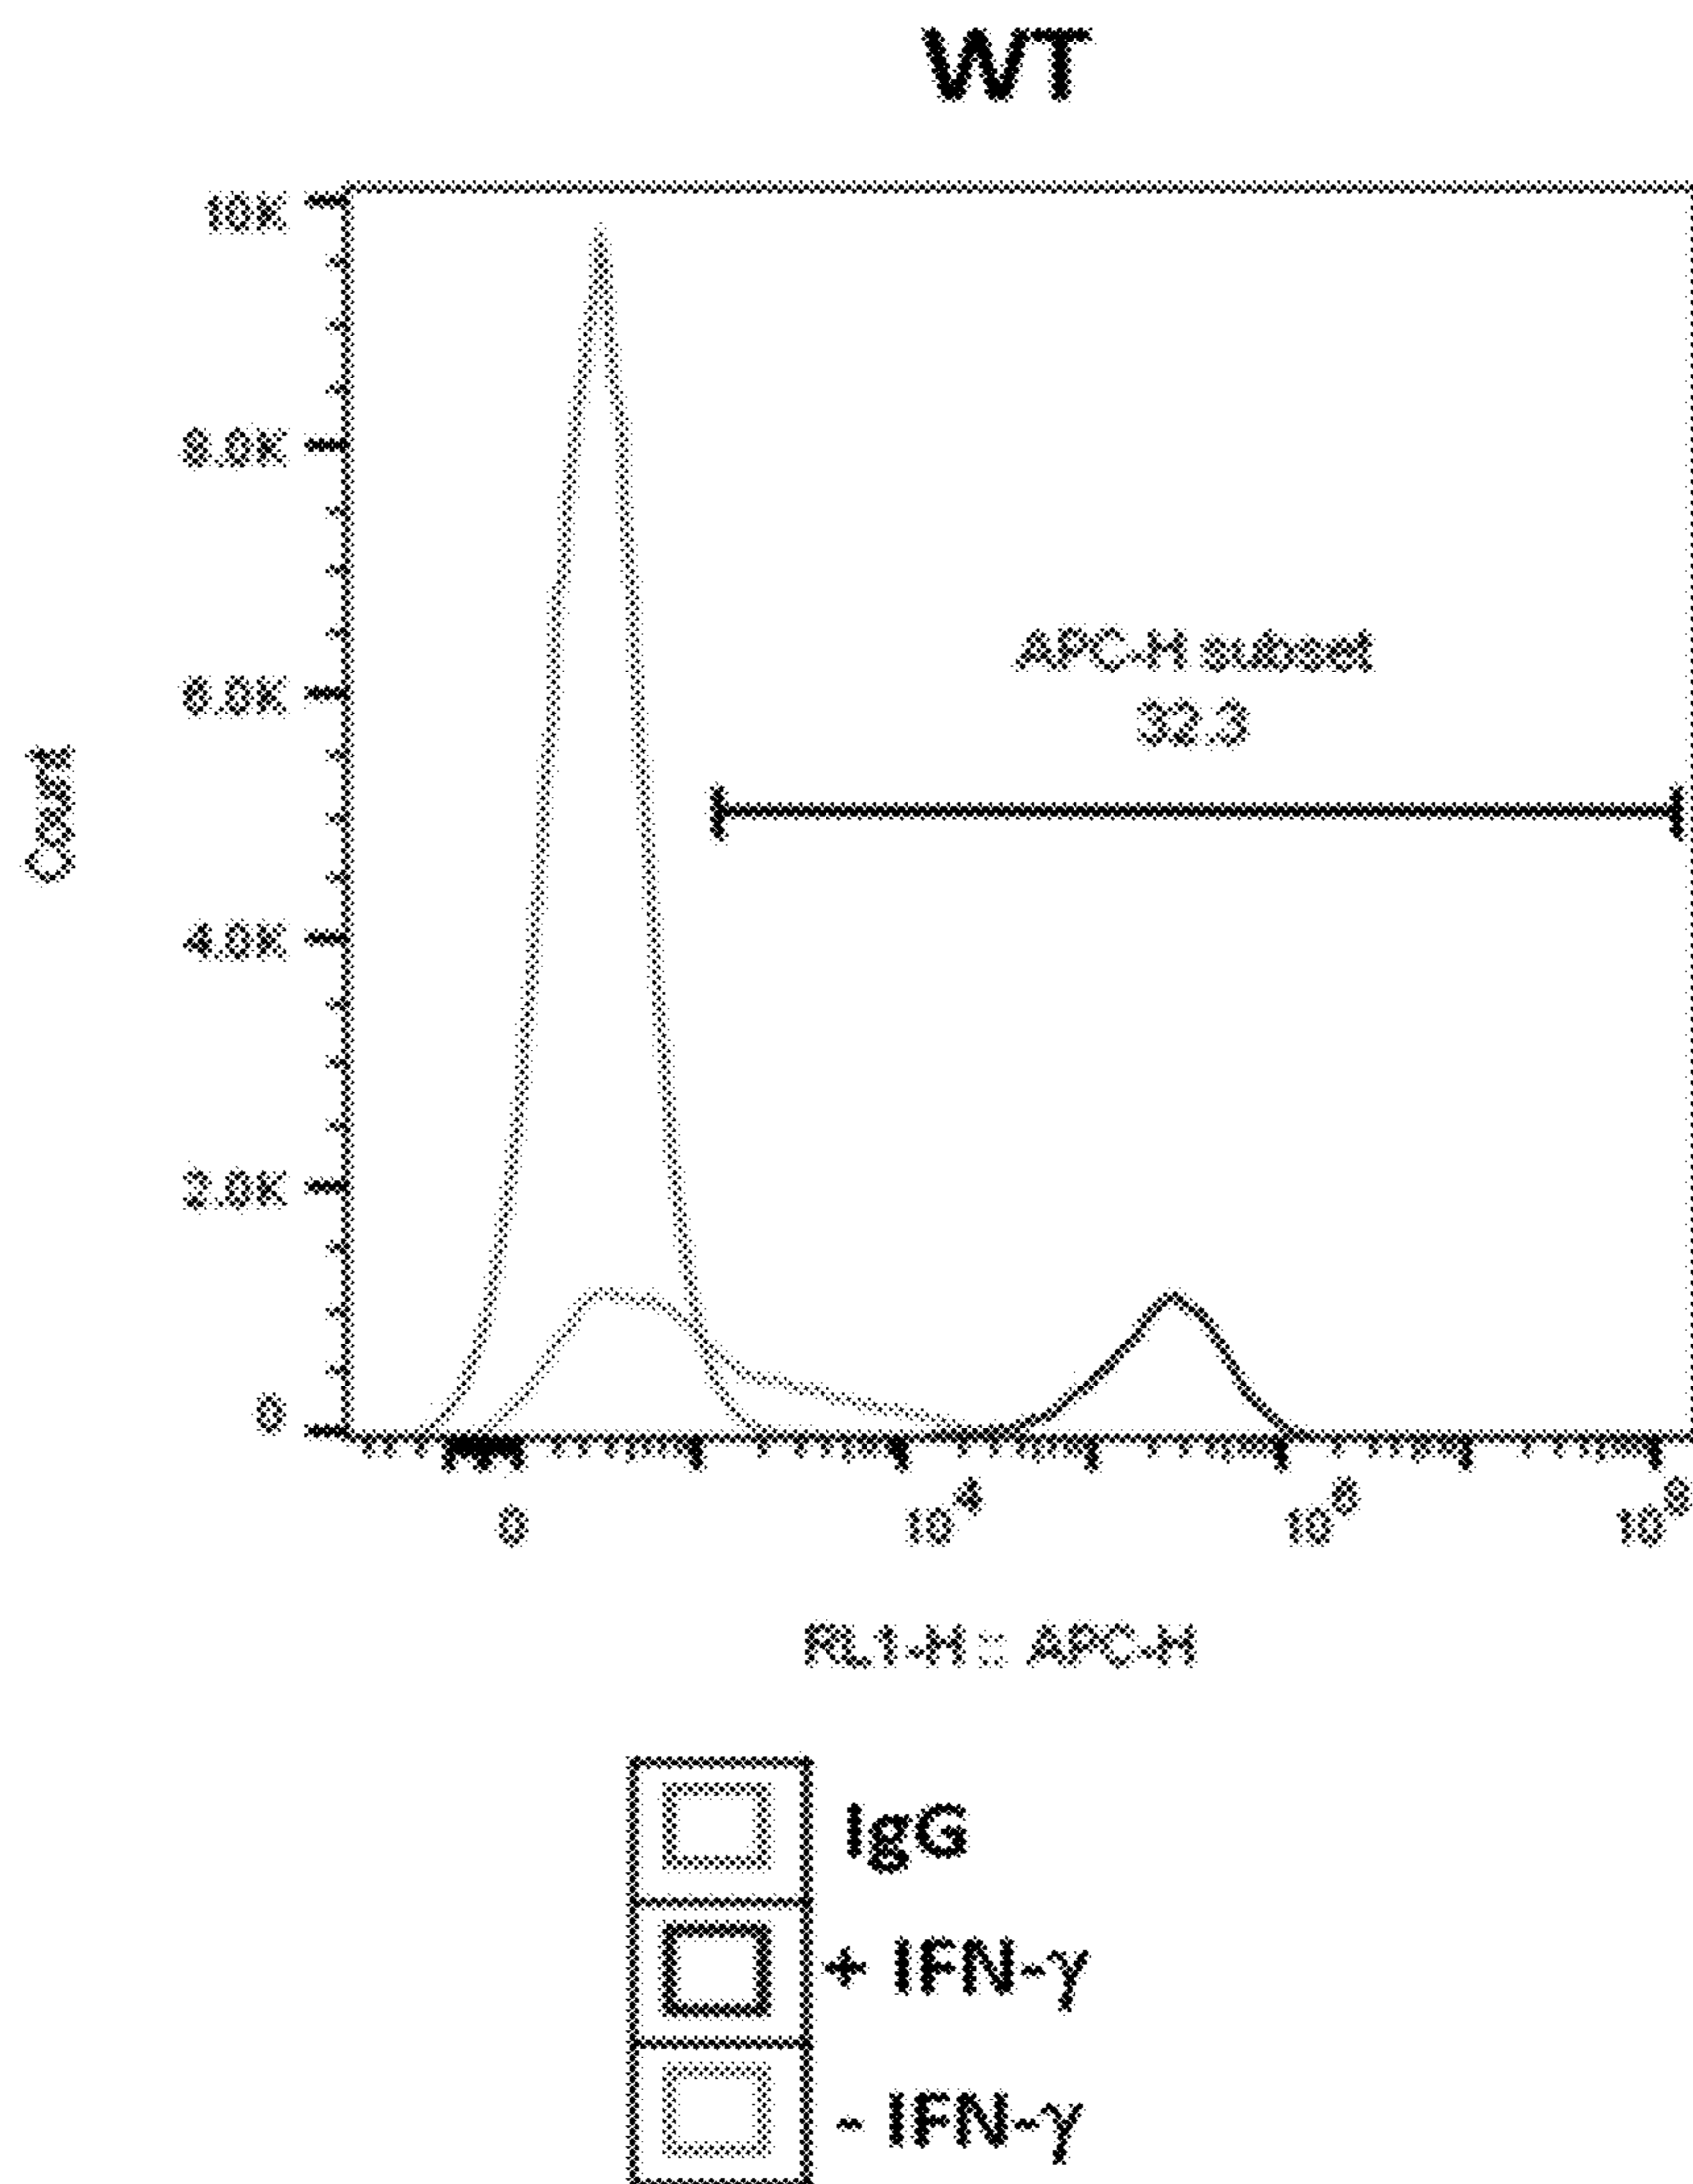 WT
10K
8.0K
6.0K
4.0K
2.0K
0
Count
APC-H subset
32.3
0
10^4
10^6
10^8
RL1-H :: APC-H
IgG
+ IFN-γ
- IFN-γ